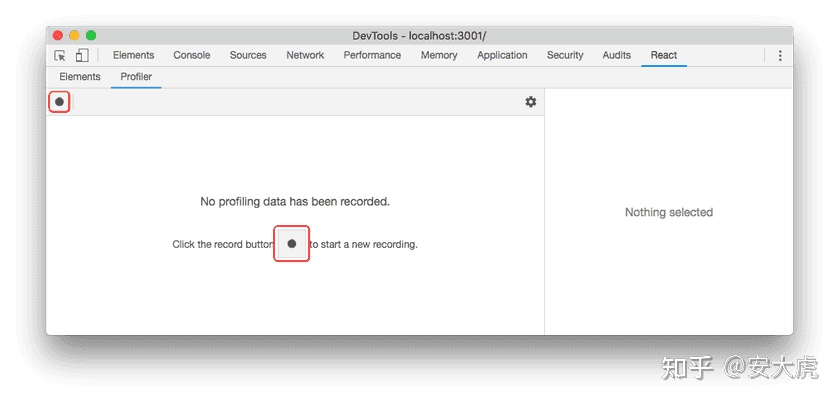 DevTools - localhost:3001/
Elements Console Sources Network Performance Memory Application Security Audits React
Elements Profiler
No profiling data has been recorded.
Click the record button to start a new recording.
Nothing selected
知乎 @安大虎